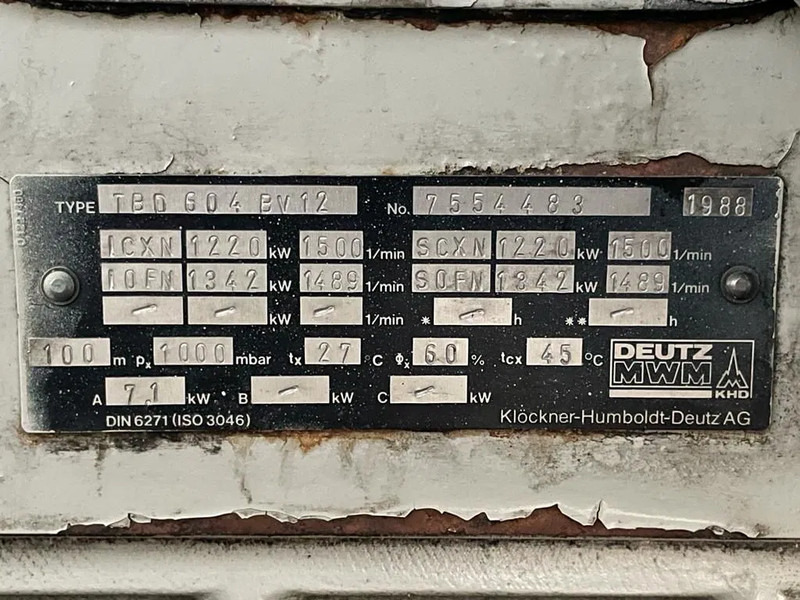 TYPE TBD 604 BV12 No. 7554483 1988
ICXN 1220 kW 1500 1/min SCXN 1220 kW 1500 1/min
IOFN 1342 kW 1489 1/min SOFN 1342 kW 1489 1/min
- - kW - 1/min * - h ** - h
100 m px 1000 mbar tx 27 °C Φx 60 % tcx 45 °C
DEUTZ
MWM
KHD
A 71 kW B - kW C - kW
DIN 6271 (ISO 3046) Klöckner-Humboldt-Deutz AG